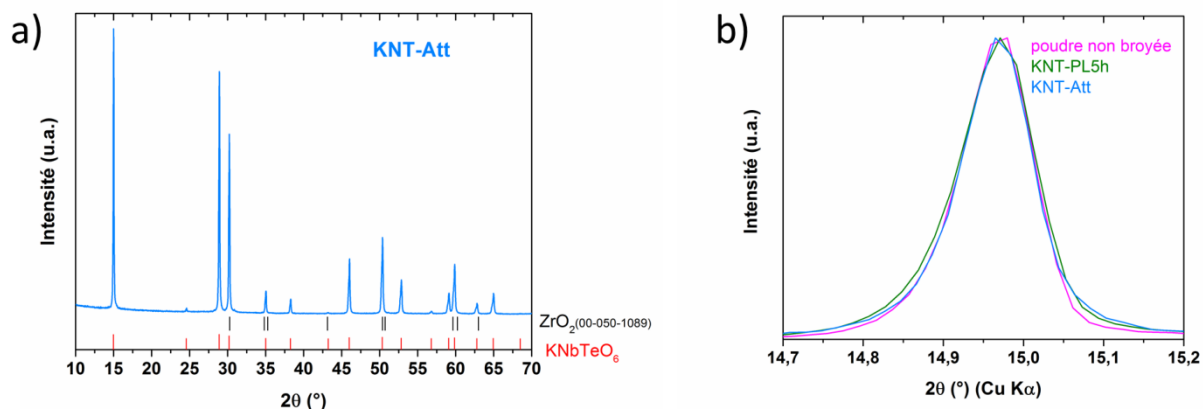 a)
KNT-Att
Intensité (u.a.)
ZrO2(00-050-1089)
KNbTeO6
10 15 20 25 30 35 40 45 50 55 60 65 70
2θ (°)
b)
poudre non broyée
KNT-PL5h
KNT-Att
Intensité (u.a.)
14,7 14,8 14,9 15,0 15,1 15,2
2θ (°) (Cu Kα)